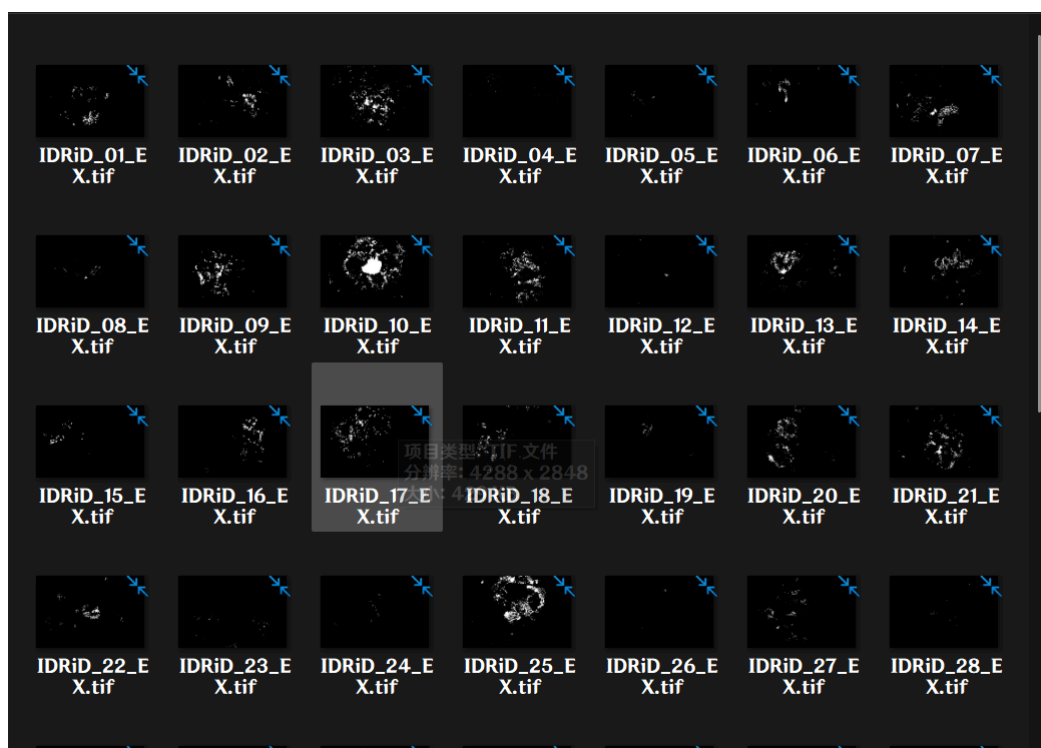 IDRiD_01_E
X.tif
IDRiD_02_E
X.tif
IDRiD_03_E
X.tif
IDRiD_04_E
X.tif
IDRiD_05_E
X.tif
IDRiD_06_E
X.tif
IDRiD_07_E
X.tif
IDRiD_08_E
X.tif
IDRiD_09_E
X.tif
IDRiD_10_E
X.tif
IDRiD_11_E
X.tif
IDRiD_12_E
X.tif
IDRiD_13_E
X.tif
IDRiD_14_E
X.tif
IDRiD_15_E
X.tif
IDRiD_16_E
X.tif
IDRiD_17_E
X.tif
项目类型: TIF 文件
分辨率: 4288 x 2848
大小:
IDRiD_18_E
X.tif
IDRiD_19_E
X.tif
IDRiD_20_E
X.tif
IDRiD_21_E
X.tif
IDRiD_22_E
X.tif
IDRiD_23_E
X.tif
IDRiD_24_E
X.tif
IDRiD_25_E
X.tif
IDRiD_26_E
X.tif
IDRiD_27_E
X.tif
IDRiD_28_E
X.tif